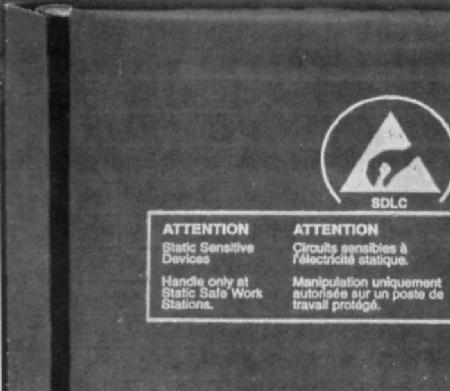 SDLC
ATTENTION
Static Sensitive
Devices
Handle only at
Static Safe Work
Stations.
ATTENTION
Circuits sensibles à
l'électricité statique.
Manipulation uniquement
autorisée sur un poste de
travail protégé.